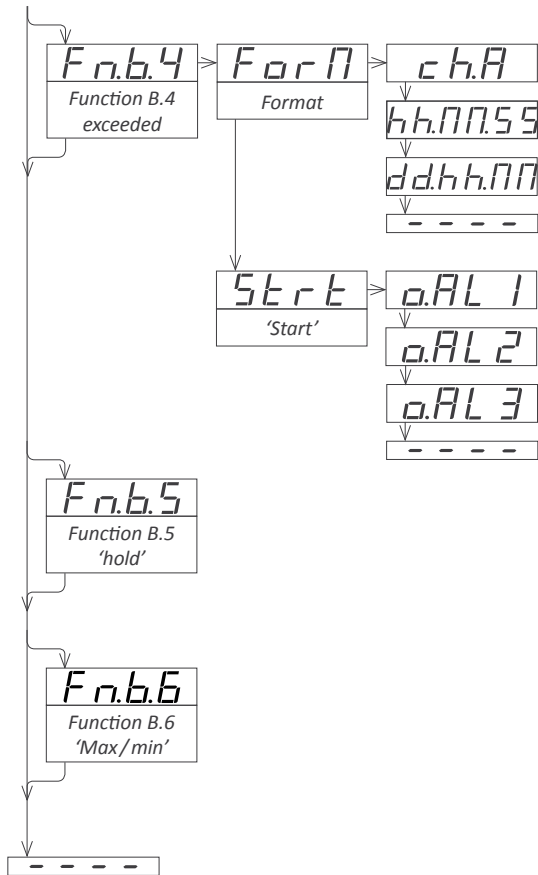 Fn.b.4
Function B.4
exceeded
ForM
Format
ch.A
hh.MM.SS
dd.hh.MM
- - - -
Strt
‘Start’
o.AL 1
o.AL 2
o.AL 3
- - - -
Fn.b.5
Function B.5
‘hold’
Fn.b.6
Function B.6
‘Max/min’
- - - -